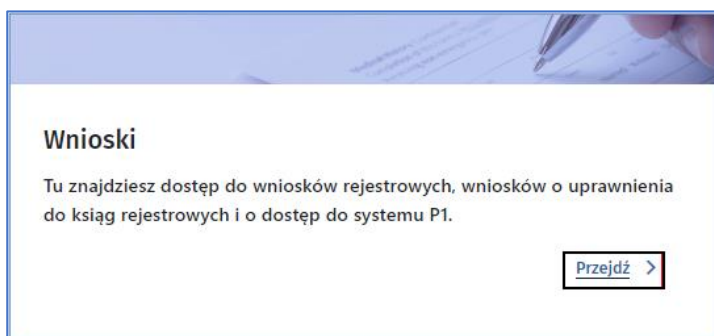 Wnioski
Tu znajdziesz dostęp do wniosków rejestrowych, wniosków o uprawnienia
do ksiąg rejestrowych i o dostęp do systemu P1.
Przejdź >